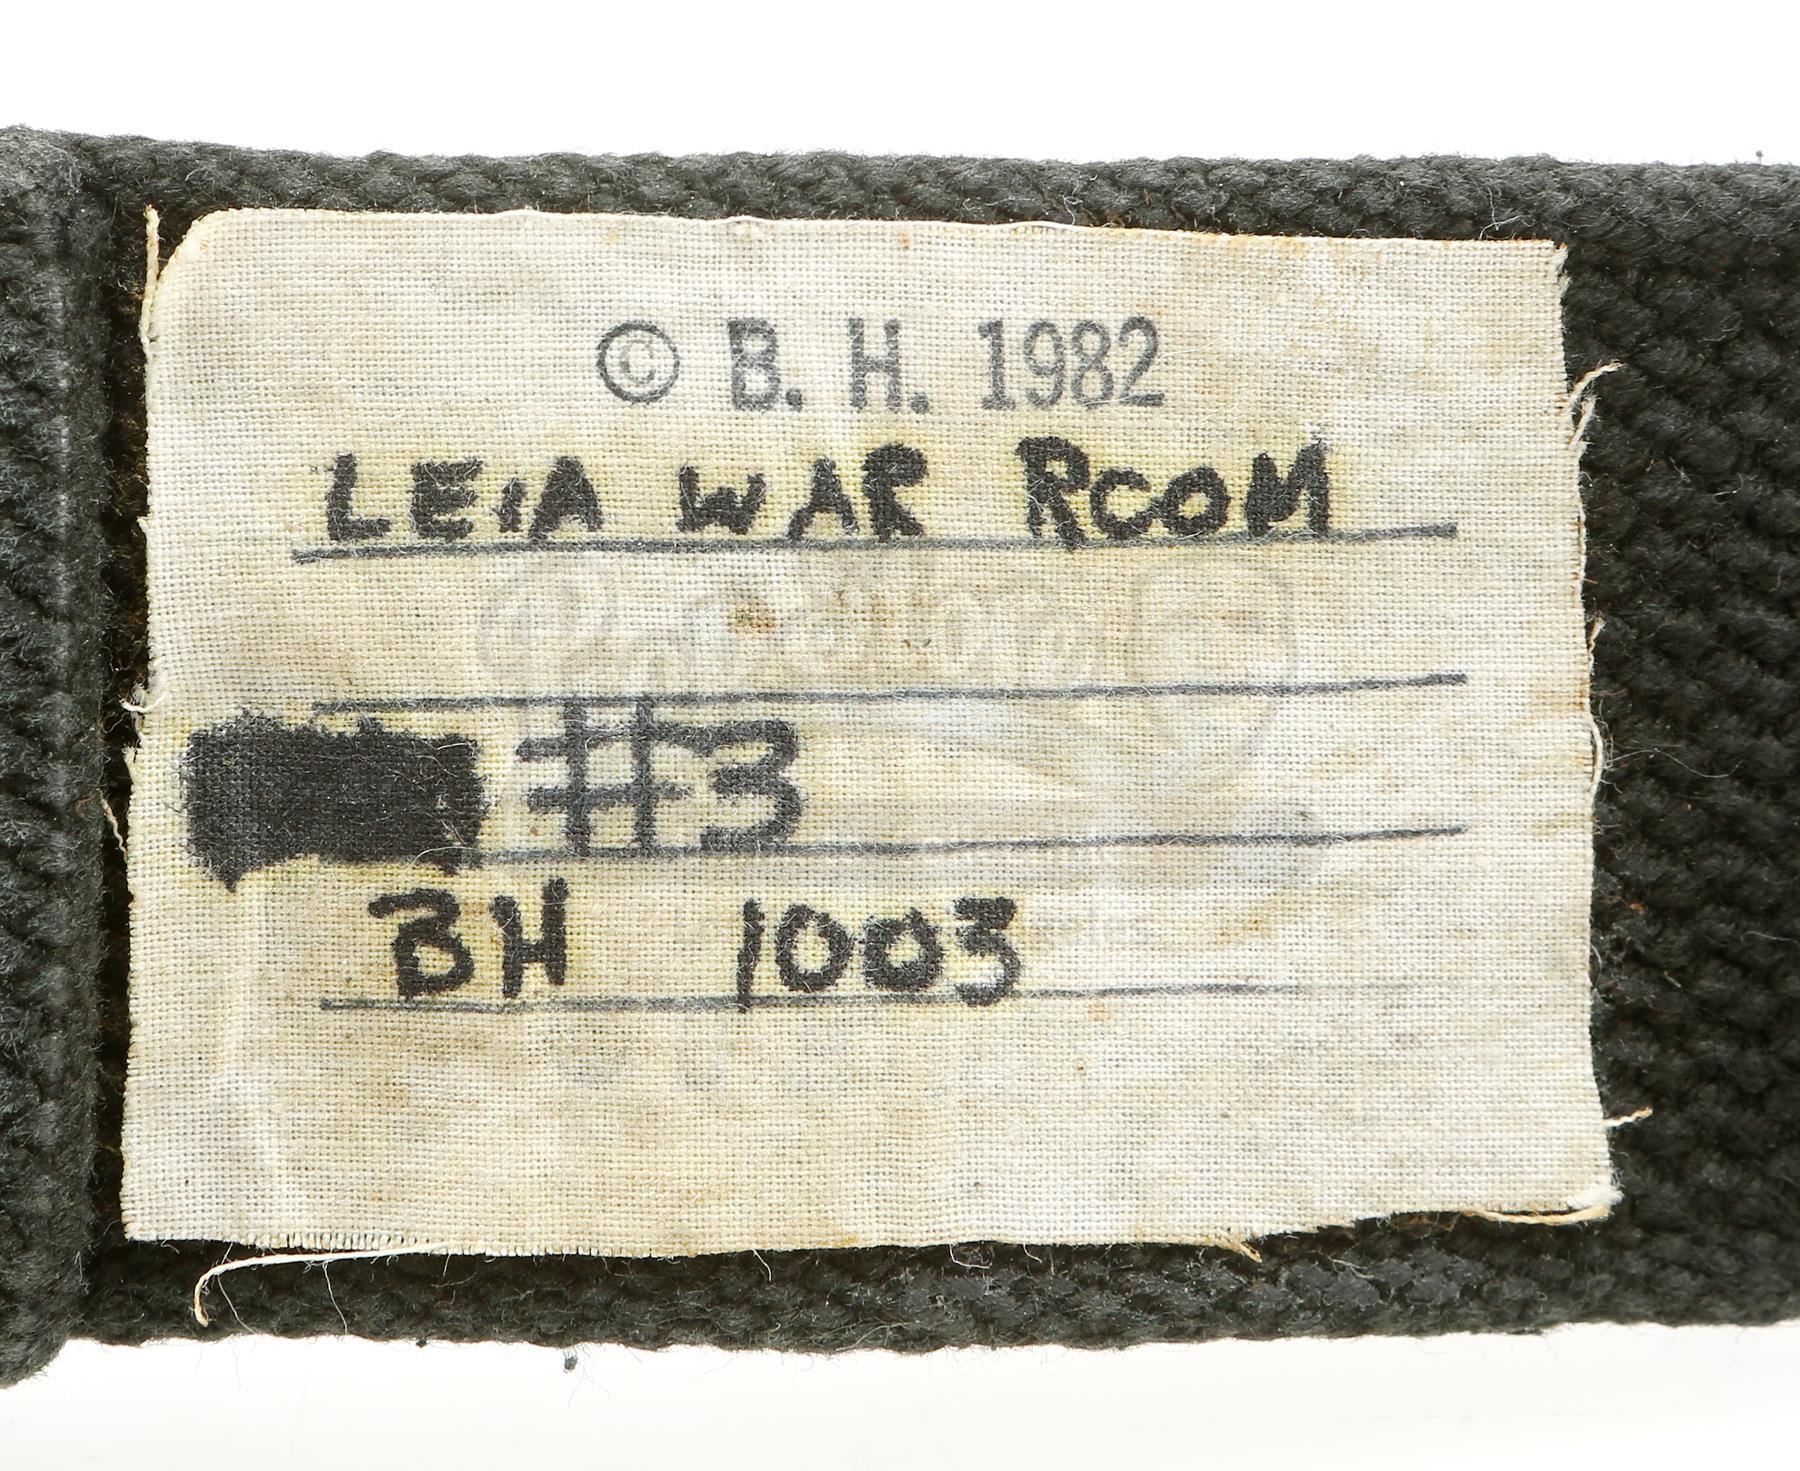 © B. H. 1982
LEIA WAR ROOM
#3
BH 1003